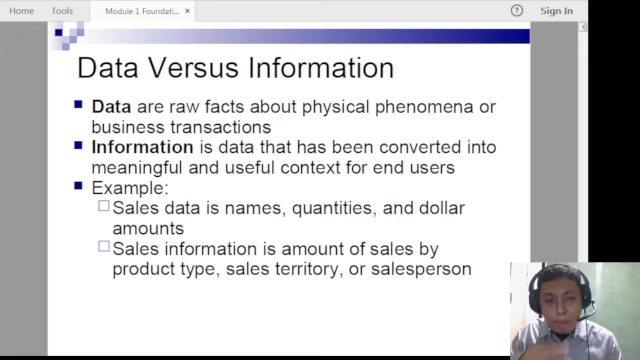 Home Tools Module 1 Foundati... × ? Sign In
Data Versus Information
Data are raw facts about physical phenomena or
business transactions
Information is data that has been converted into
meaningful and useful context for end users
Example:
Sales data is names, quantities, and dollar
amounts
Sales information is amount of sales by
product type, sales territory, or salesperson